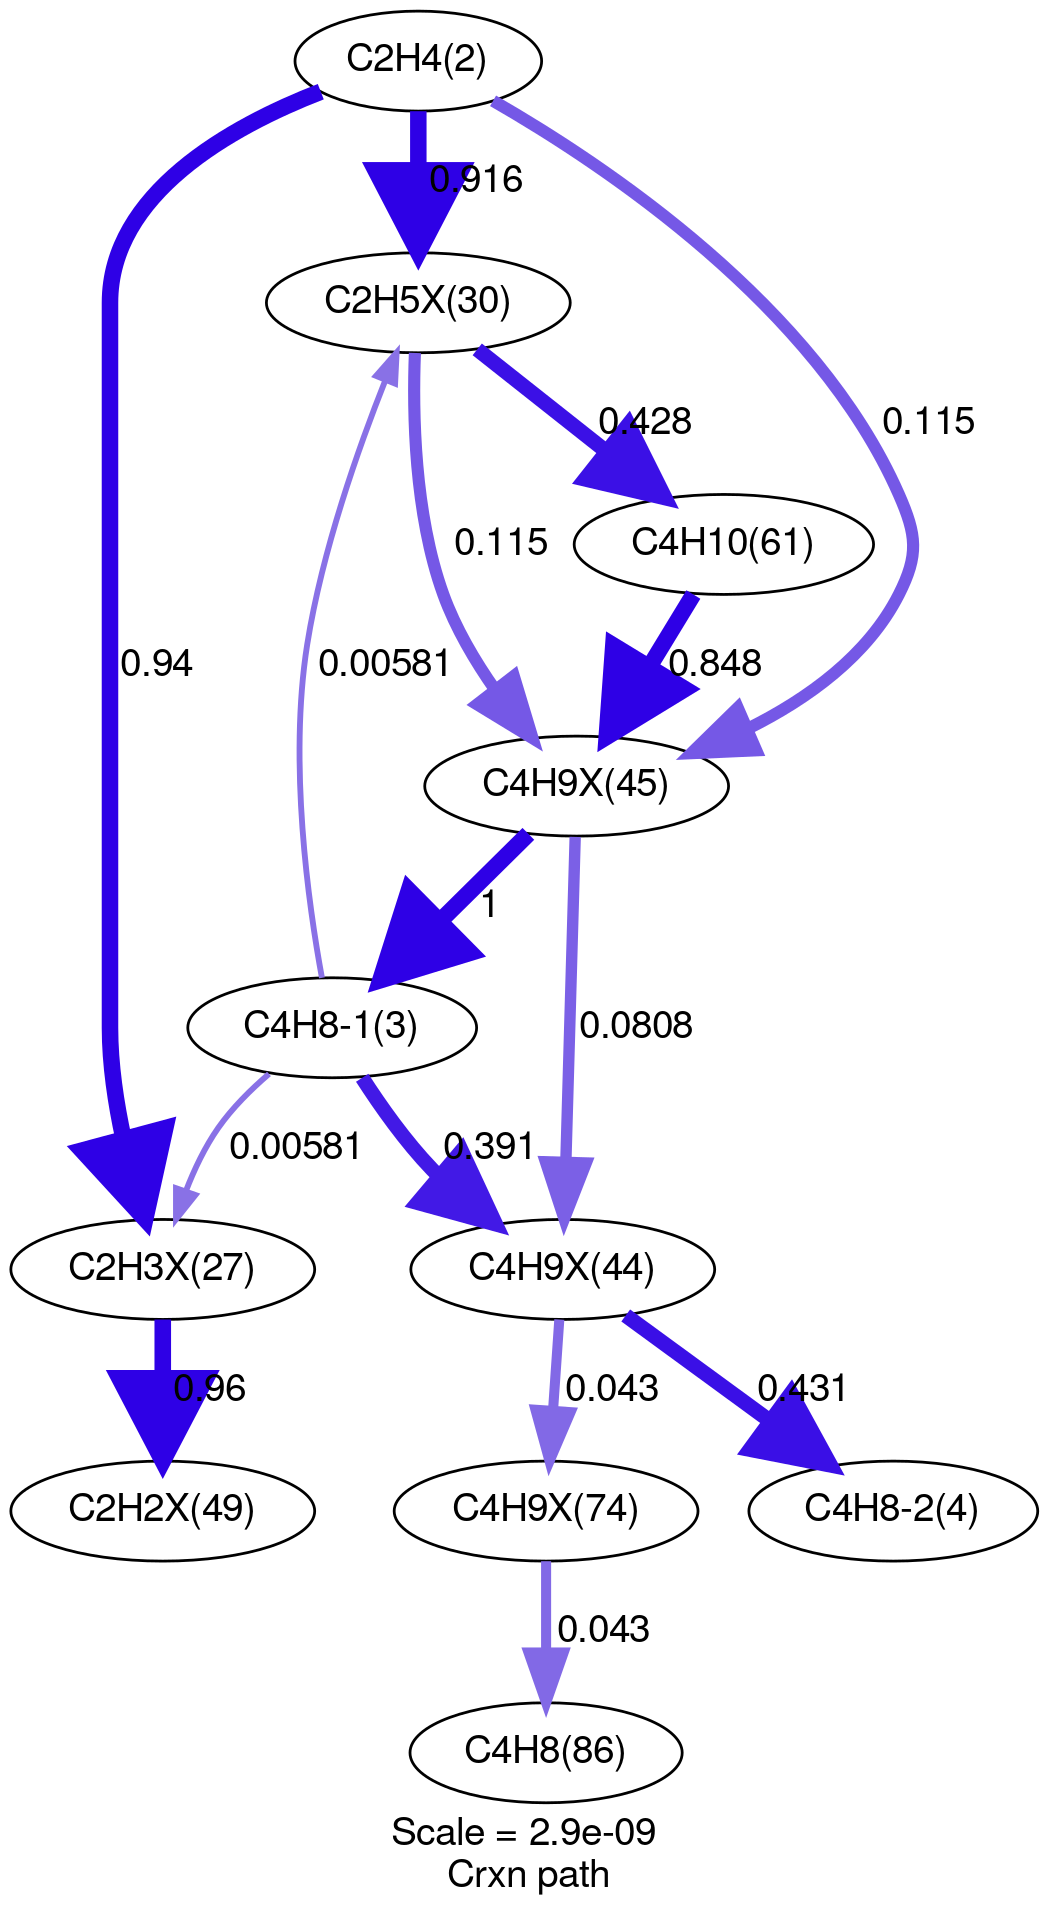 C2H4(2)
0.916
C2H5X(30)
0.428
0.115
0.115
C4H10(61)
0.94
0.00581
0.848
C4H9X(45)
1
C4H8-1(3)
0.0808
0.00581
0.391
C2H3X(27)
C4H9X(44)
0.96
0.043
0.431
C2H2X(49)
C4H9X(74)
C4H8-2(4)
0.043
C4H8(86)
Scale = 2.9e-09
Crxn path